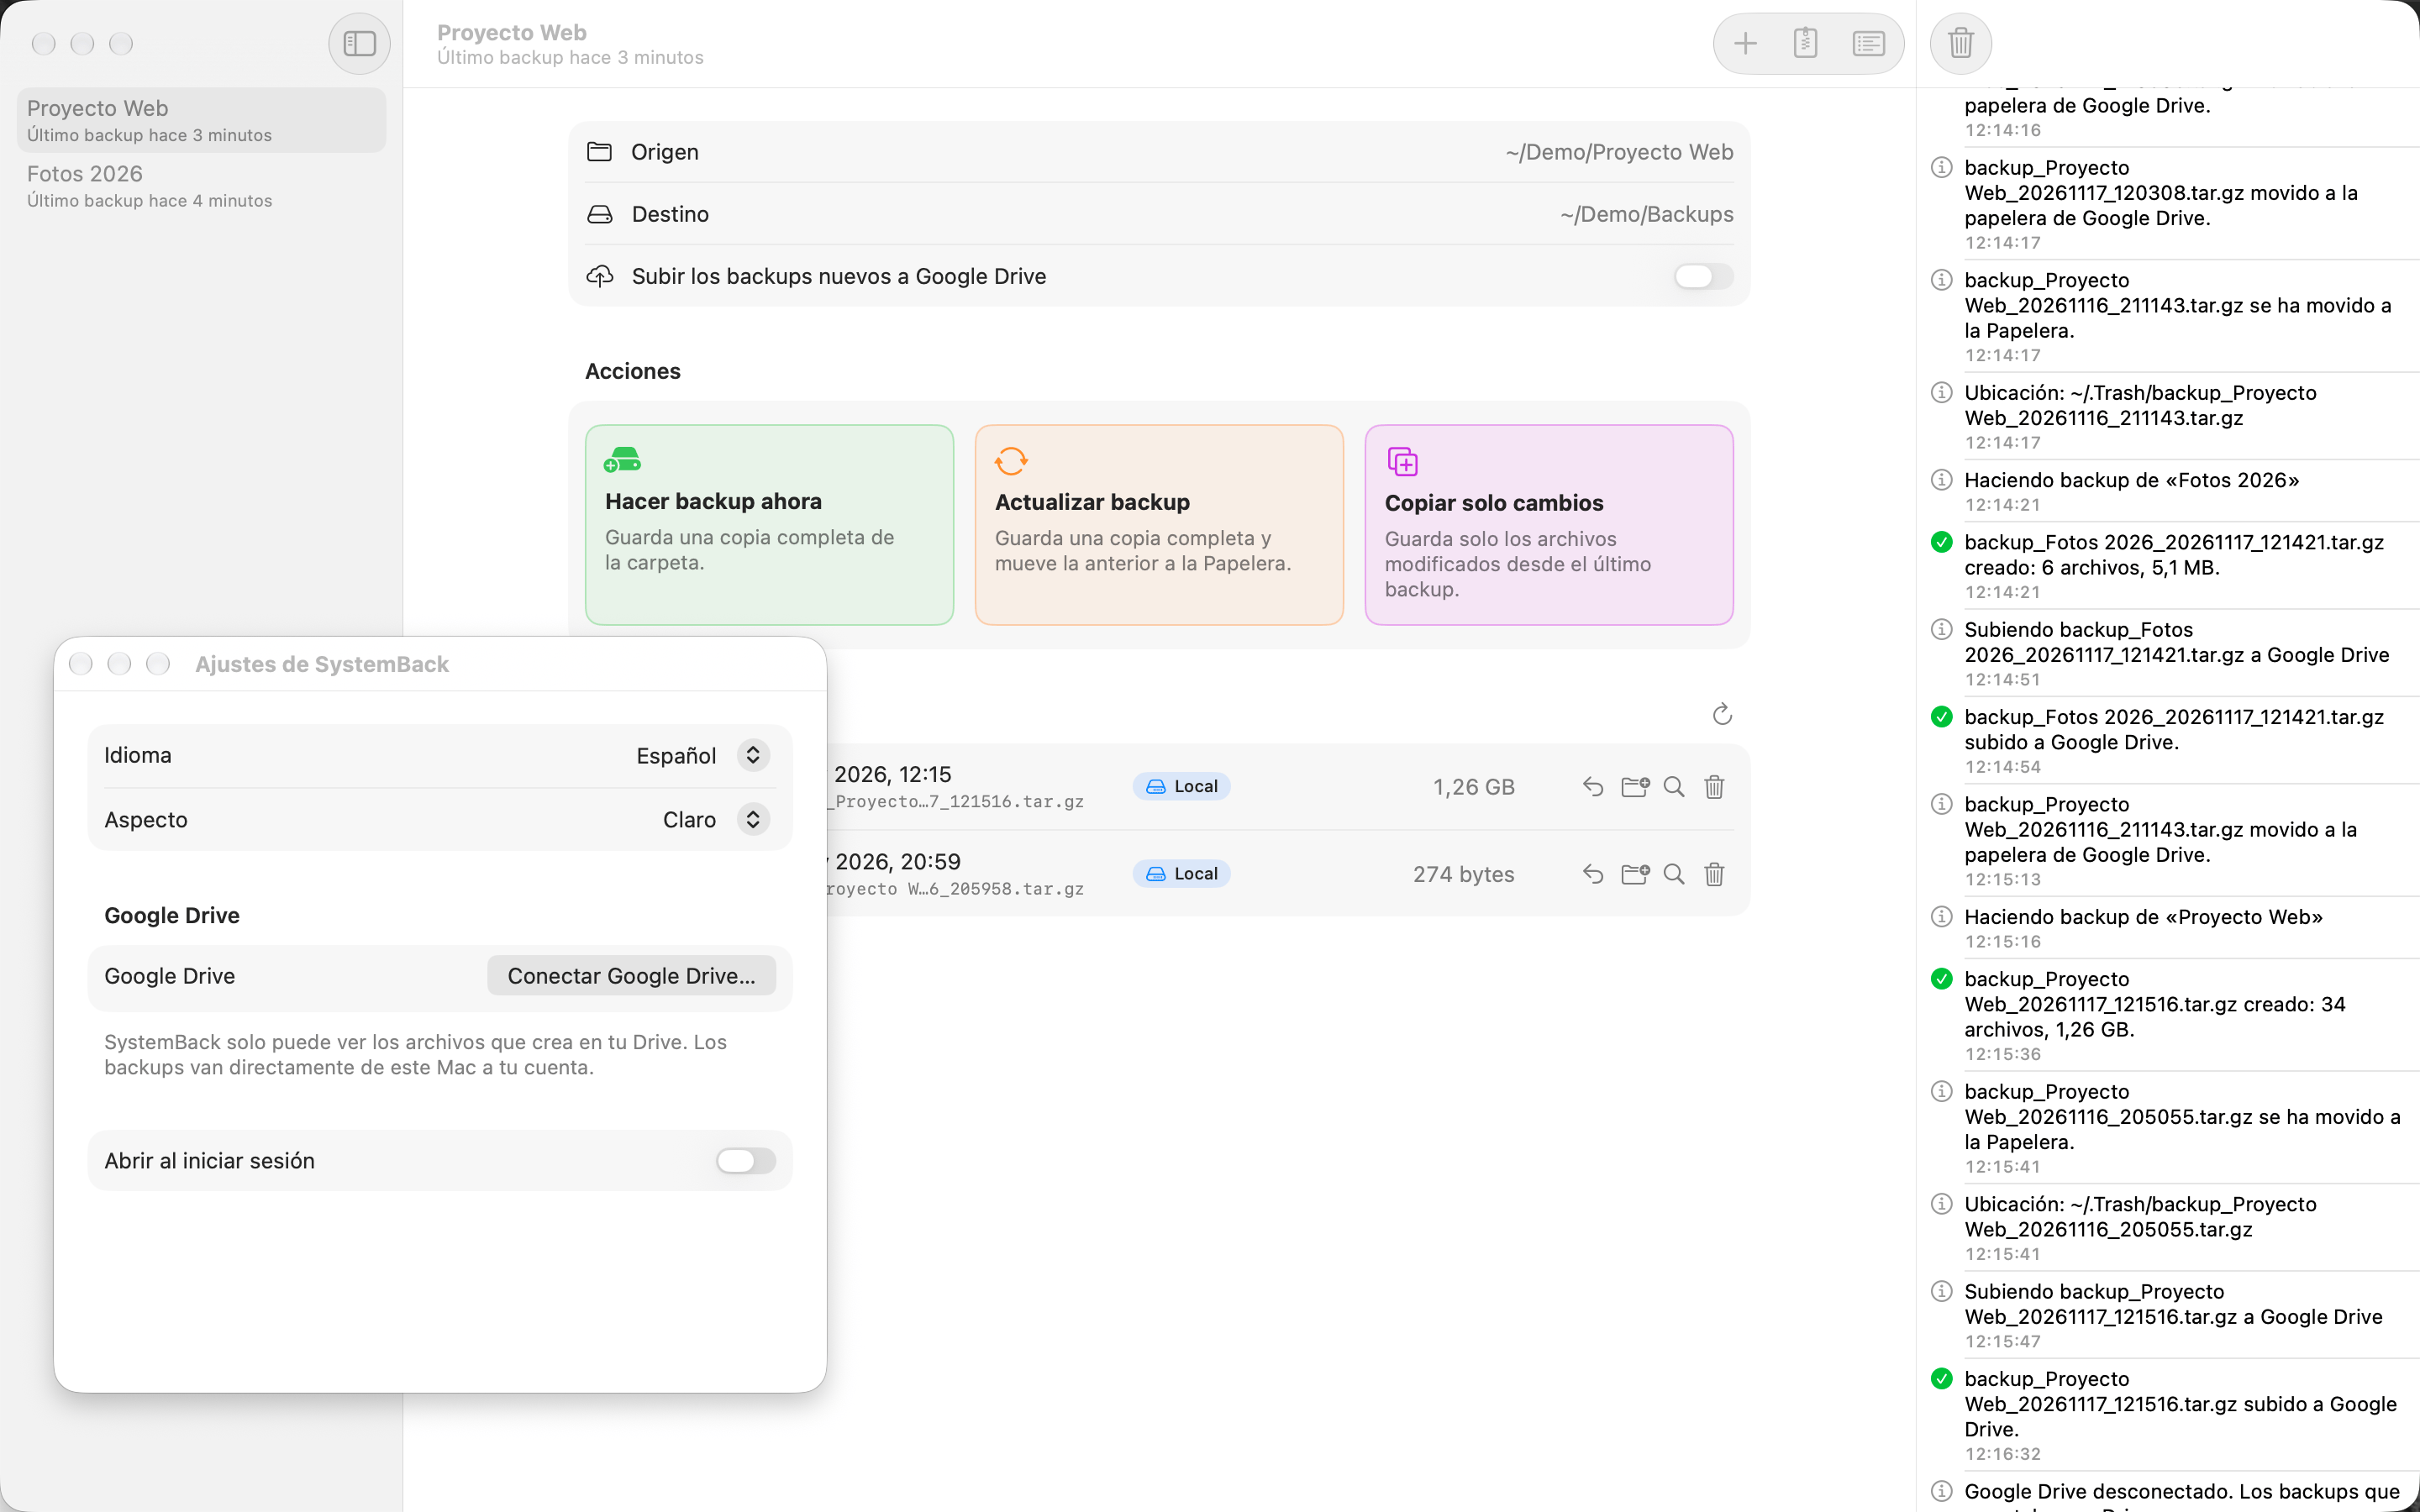 Proyecto Web
Último backup hace 3 minutos
Fotos 2026
Último backup hace 4 minutos
Proyecto Web
Último backup hace 3 minutos
Origen
~/Demo/Proyecto Web
Destino
~/Demo/Backups
Subir los backups nuevos a Google Drive
Acciones
Hacer backup ahora
Guarda una copia completa de
la carpeta.
Actualizar backup
Guarda una copia completa y
mueve la anterior a la Papelera.
Copiar solo cambios
Guarda solo los archivos
modificados desde el último
backup.
2026, 12:15
_Proyecto…7_121516.tar.gz
Local
1,26 GB
2026, 20:59
royecto W…6_205958.tar.gz
Local
274 bytes
Ajustes de SystemBack
Idioma
Español
Aspecto
Claro
Google Drive
Google Drive
Conectar Google Drive...
SystemBack solo puede ver los archivos que crea en tu Drive. Los
backups van directamente de este Mac a tu cuenta.
Abrir al iniciar sesión
papelera de Google Drive.
12:14:16
backup_Proyecto
Web_20261117_120308.tar.gz movido a la
papelera de Google Drive.
12:14:17
backup_Proyecto
Web_20261116_211143.tar.gz se ha movido a
la Papelera.
12:14:17
Ubicación: ~/.Trash/backup_Proyecto
Web_20261116_211143.tar.gz
12:14:17
Haciendo backup de «Fotos 2026»
12:14:21
backup_Fotos 2026_20261117_121421.tar.gz
creado: 6 archivos, 5,1 MB.
12:14:21
Subiendo backup_Fotos
2026_20261117_121421.tar.gz a Google Drive
12:14:51
backup_Fotos 2026_20261117_121421.tar.gz
subido a Google Drive.
12:14:54
backup_Proyecto
Web_20261116_211143.tar.gz movido a la
papelera de Google Drive.
12:15:13
Haciendo backup de «Proyecto Web»
12:15:16
backup_Proyecto
Web_20261117_121516.tar.gz creado: 34
archivos, 1,26 GB.
12:15:36
backup_Proyecto
Web_20261116_205055.tar.gz se ha movido a
la Papelera.
12:15:41
Ubicación: ~/.Trash/backup_Proyecto
Web_20261116_205055.tar.gz
12:15:41
Subiendo backup_Proyecto
Web_20261117_121516.tar.gz a Google Drive
12:15:47
backup_Proyecto
Web_20261117_121516.tar.gz subido a Google
Drive.
12:16:32
Google Drive desconectado. Los backups que